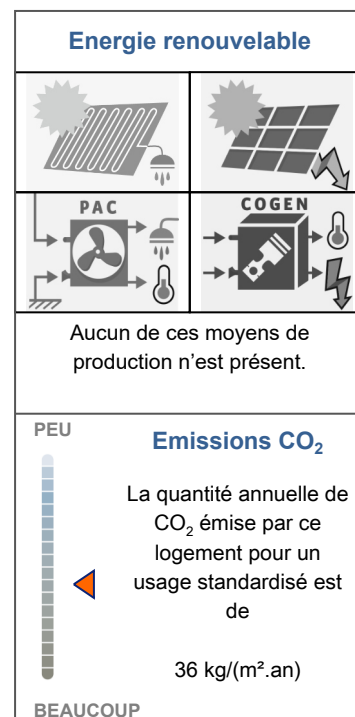 Energie renouvelable
PAC
COGEN
Aucun de ces moyens de
production n’est présent.
PEU
Emissions CO₂
La quantité annuelle de
CO₂ émise par ce
logement pour un
usage standardisé est
de
36 kg/(m².an)
BEAUCOUP